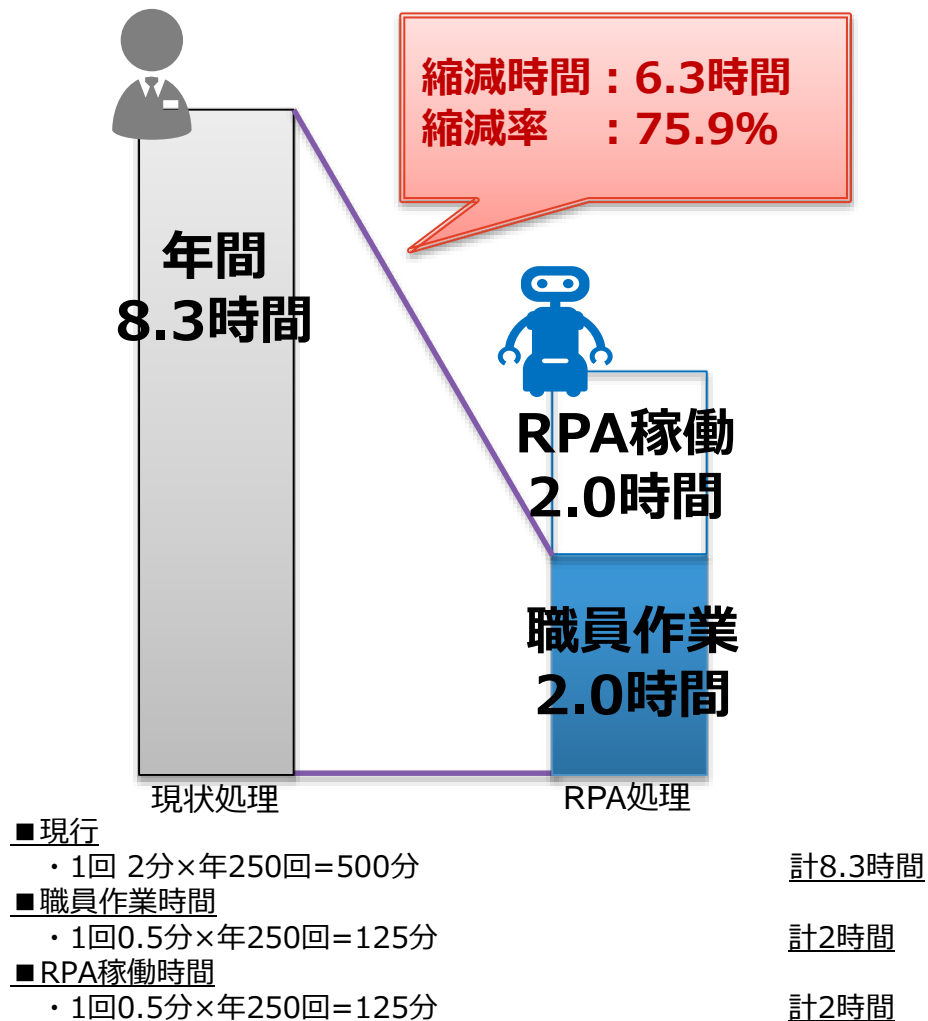 縮減時間：6.3時間
縮減率　：75.9%
年間
8.3時間
RPA稼働
2.0時間
職員作業
2.0時間
現状処理
RPA処理
■現行
・1回 2分×年250回=500分　計8.3時間
■職員作業時間
・1回0.5分×年250回=125分　計2時間
■RPA稼働時間
・1回0.5分×年250回=125分　計2時間